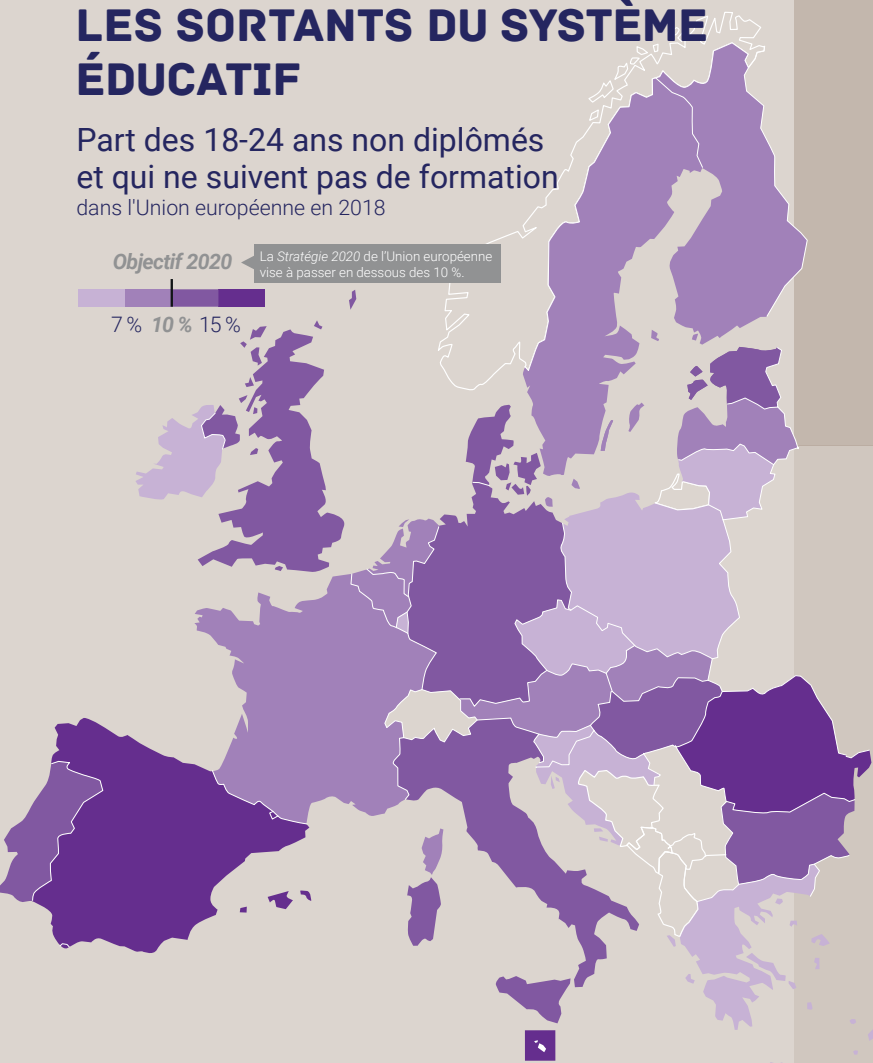 LES SORTANTS DU SYSTÈME
ÉDUCATIF
Part des 18-24 ans non diplômés
et qui ne suivent pas de formation
dans l'Union européenne en 2018
Objectif 2020
La Stratégie 2020 de l'Union européenne
vise à passer en dessous des 10 %.
7 % 10 % 15 %